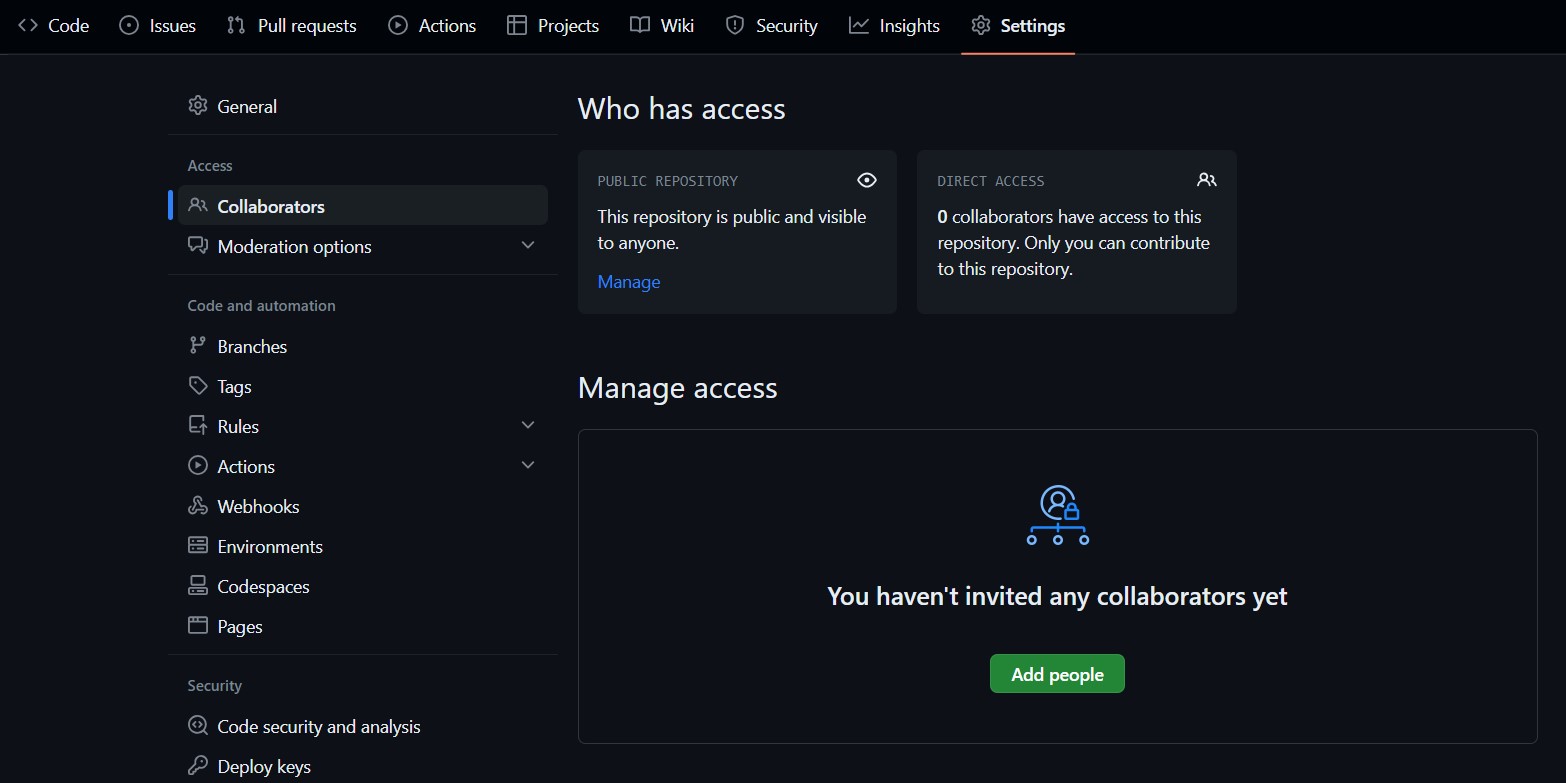 Code
Issues
Pull requests
Actions
Projects
Wiki
Security
Insights
Settings
General
Access
Collaborators
Moderation options
Code and automation
Branches
Tags
Rules
Actions
Webhooks
Environments
Codespaces
Pages
Security
Code security and analysis
Deploy keys
Who has access
PUBLIC REPOSITORY
This repository is public and visible
to anyone.
Manage
DIRECT ACCESS
0 collaborators have access to this
repository. Only you can contribute
to this repository.
Manage access
You haven't invited any collaborators yet
Add people